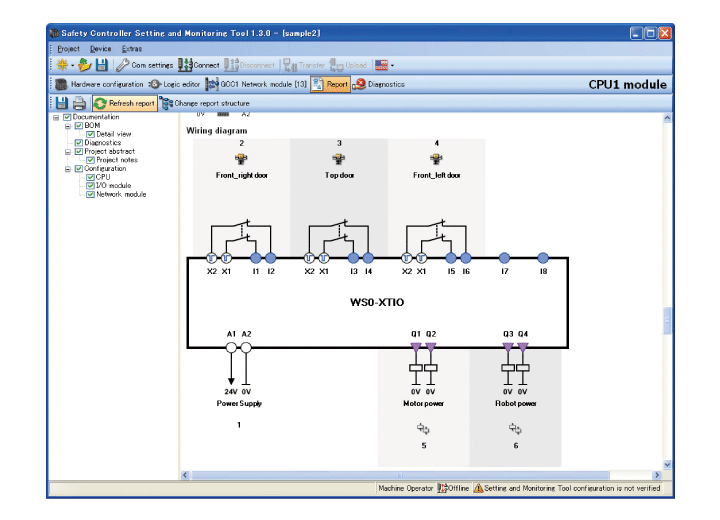 Safety Controller Setting and Monitoring Tool 1.3.0 - [sample2]
Project Device Extras
Com settings Connect Disconnect Transfer Upload
Hardware configuration Logic editor GCC1 Network module [13] Report Diagnostics CPU1 module
Refresh report Change report structure
Documentation
BOM
Detail view
Diagnostics
Project abstract
Project notes
Configuration
CPU
I/O module
Network module
0V A2
Wiring diagram
2 3 4
Front_right door Top door Front_left door
X2 X1 I1 I2 X2 X1 I3 I4 X2 X1 I5 I6 I7 I8
WS0-XTIO
A1 A2 Q1 Q2 Q3 Q4
24V 0V 0V 0V 0V 0V
Power Supply Motor power Robot power
1
5 6
Machine Operator Offline Setting and Monitoring Tool configuration is not verified